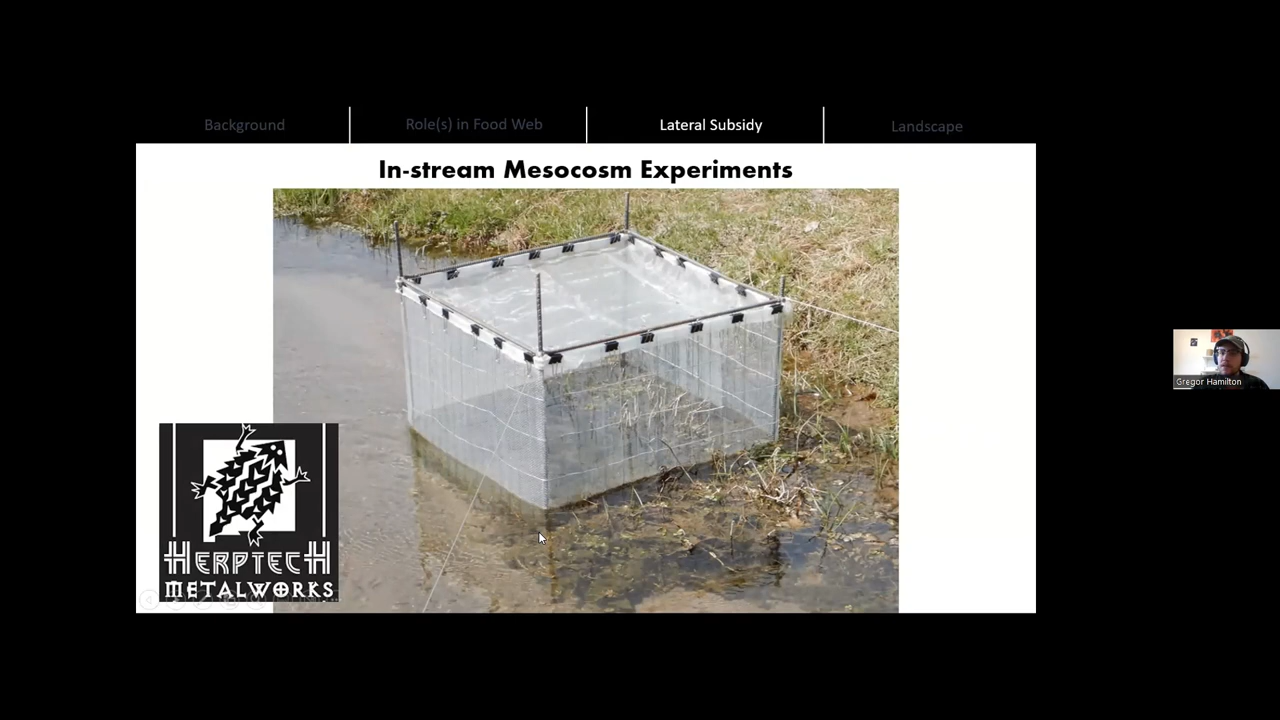 Background
Role(s) in Food Web
Lateral Subsidy
Landscape
In-stream Mesocosm Experiments
HERPTECH
METALWORKS
Gregor Hamilton